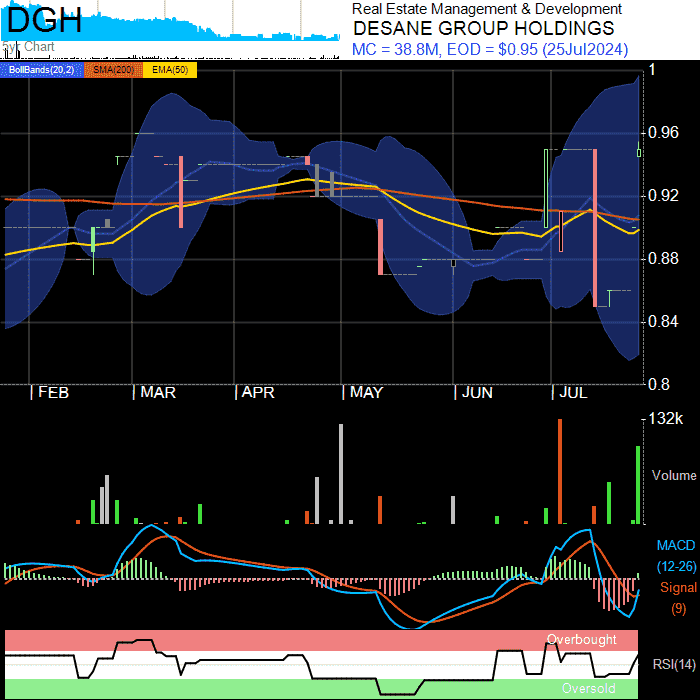 DGH
5yr Chart
Real Estate Management & Development
DESANE GROUP HOLDINGS
MC = 38.8M, EOD = $0.95 (25Jul2024)
BollBands(20,2) SMA(200) EMA(50)
1
0.96
0.92
0.88
0.84
0.8
FEB MAR APR MAY JUN JUL
132k
Volume
MACD
(12-26)
Signal
(9)
Overbought
RSI(14)
Oversold